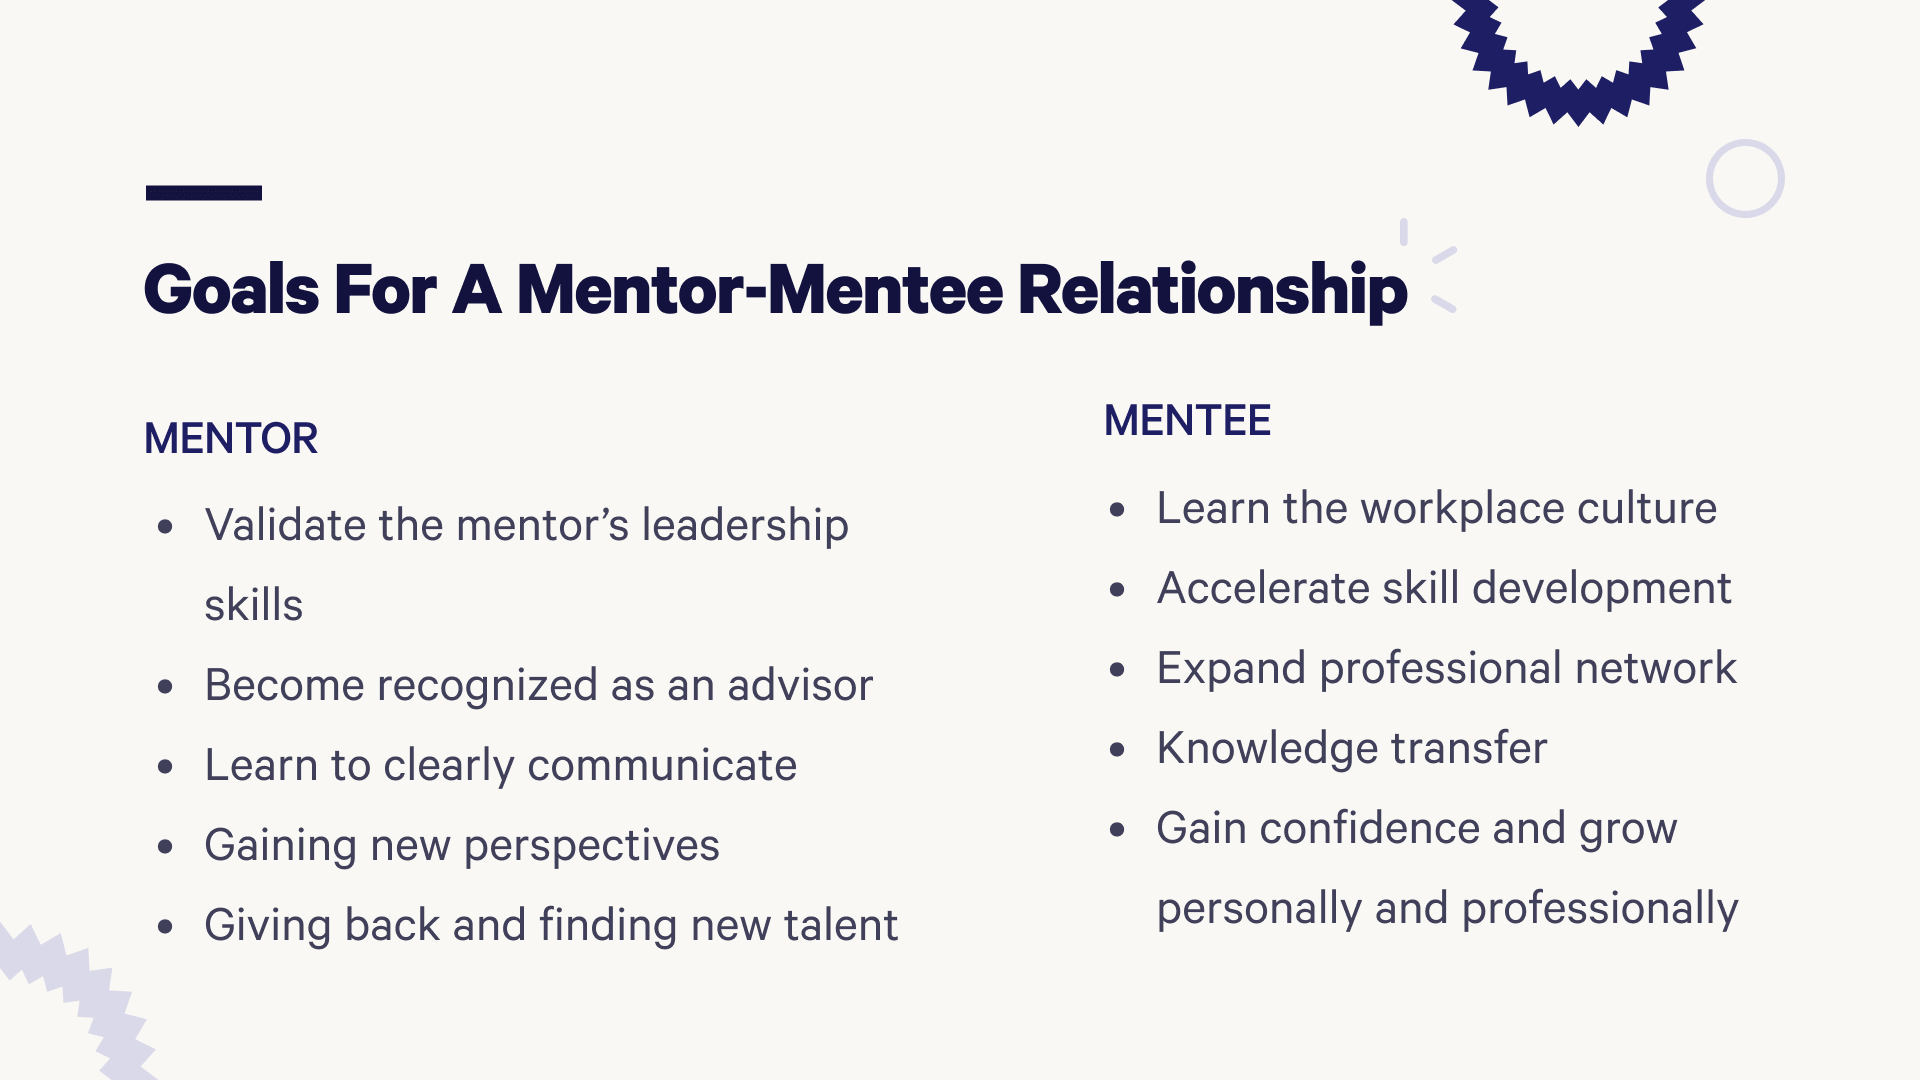 Goals For A Mentor-Mentee Relationship
MENTOR
• Validate the mentor’s leadership
skills
• Become recognized as an advisor
• Learn to clearly communicate
• Gaining new perspectives
• Giving back and finding new talent
MENTEE
• Learn the workplace culture
• Accelerate skill development
• Expand professional network
• Knowledge transfer
• Gain confidence and grow
personally and professionally